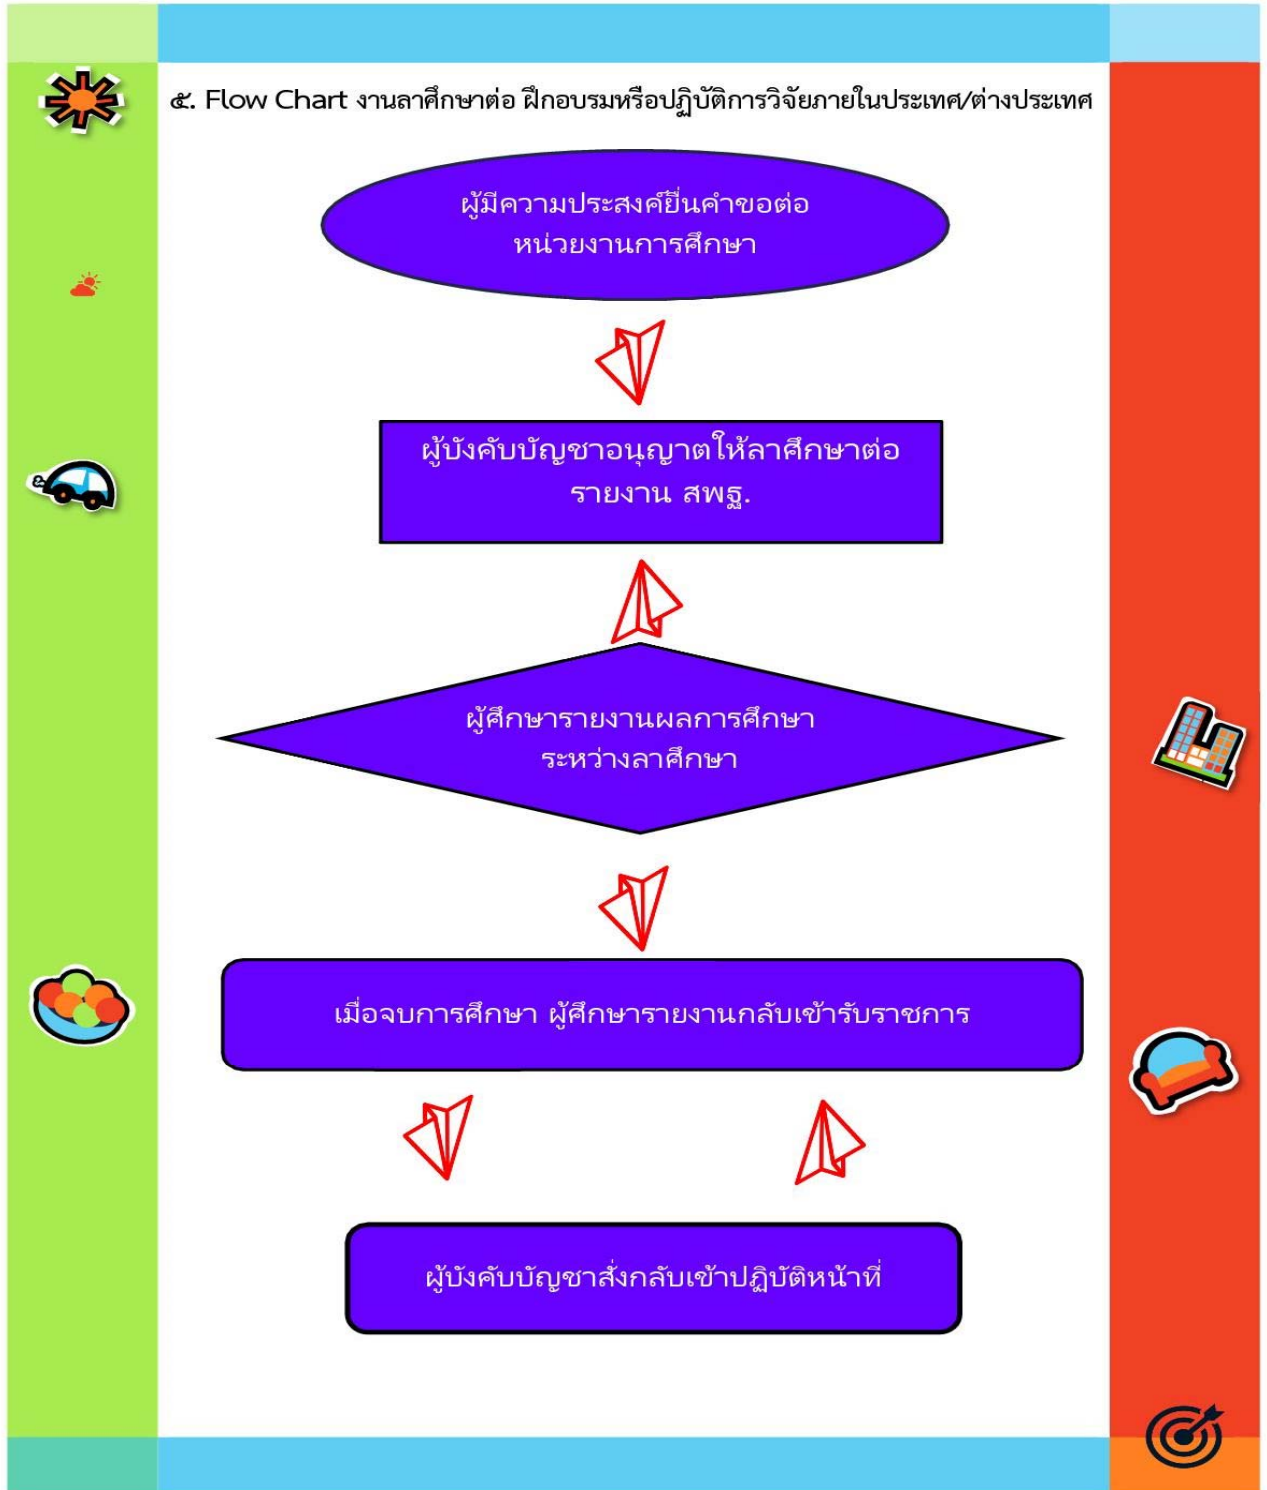 ๕. Flow Chart งานลาศึกษาต่อ ฝึกอบรมหรือปฏิบัติการวิจัยภายในประเทศ/ต่างประเทศ
ผู้มีความประสงค์ยื่นคำขอต่อ
หน่วยงานการศึกษา
ผู้บังคับบัญชาอนุญาตให้ลาศึกษาต่อ
รายงาน สพฐ.
ผู้ศึกษารายงานผลการศึกษา
ระหว่างลาศึกษา
เมื่อจบการศึกษา ผู้ศึกษารายงานกลับเข้ารับราชการ
ผู้บังคับบัญชาสั่งกลับเข้าปฏิบัติหน้าที่